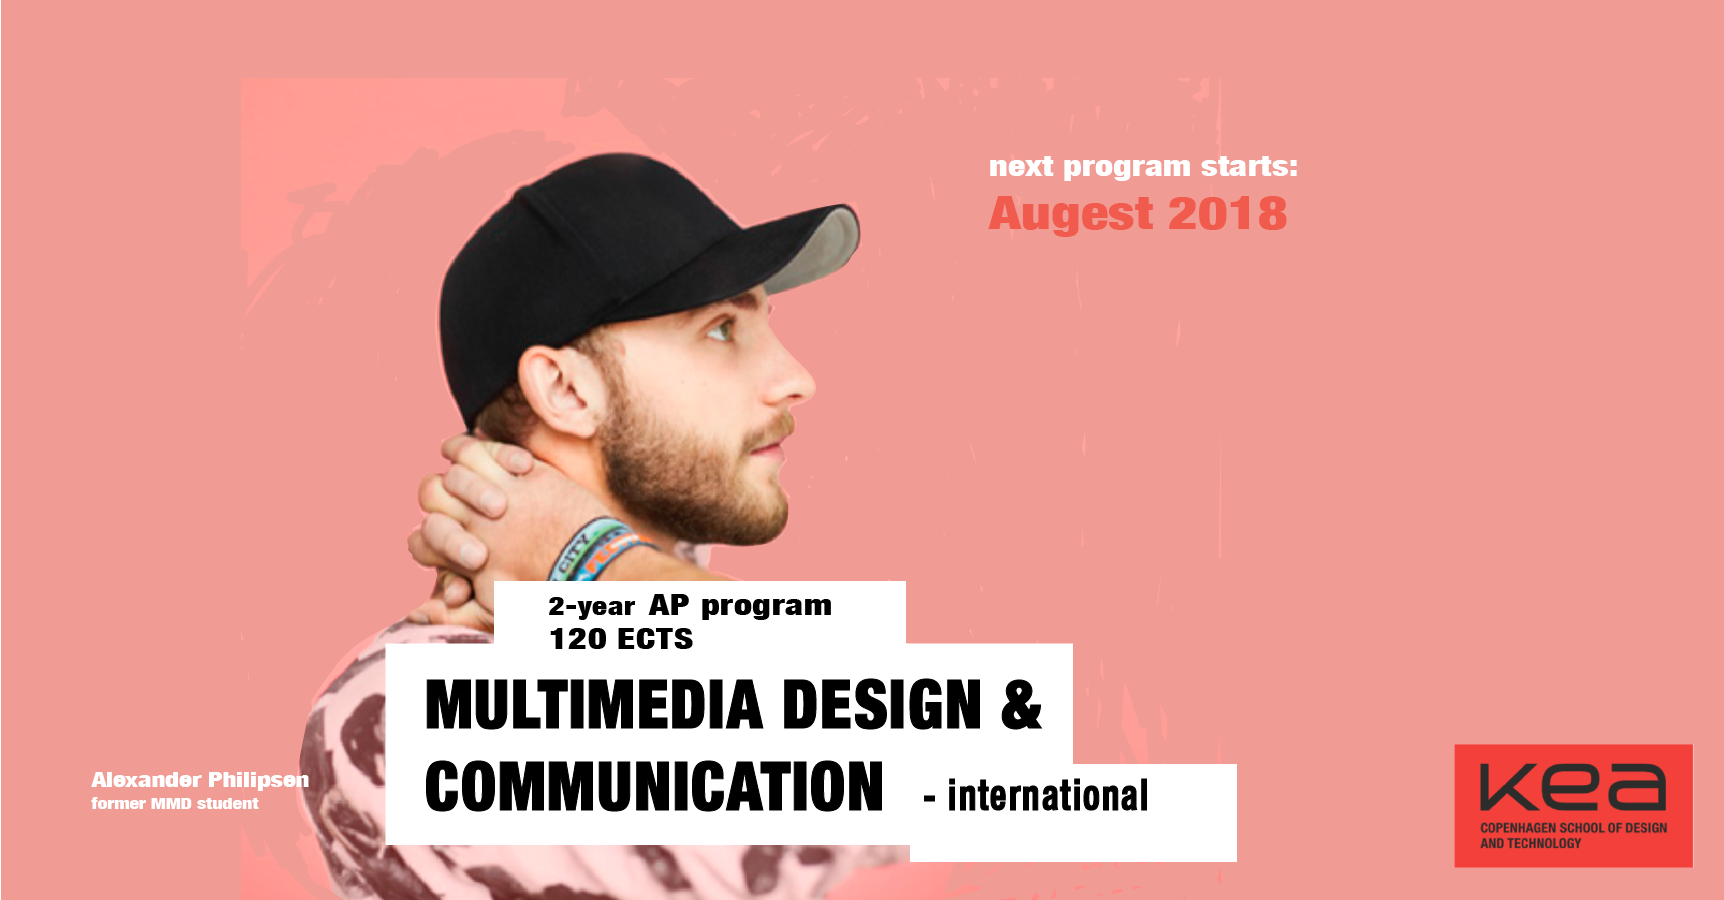 next program starts:
Augest 2018
CITY
2-year AP program
120 ECTS
MULTIMEDIA DESIGN &
COMMUNICATION - international
Alexander Philipsen
former MMD student
kea
COPENHAGEN SCHOOL OF DESIGN
AND TECHNOLOGY